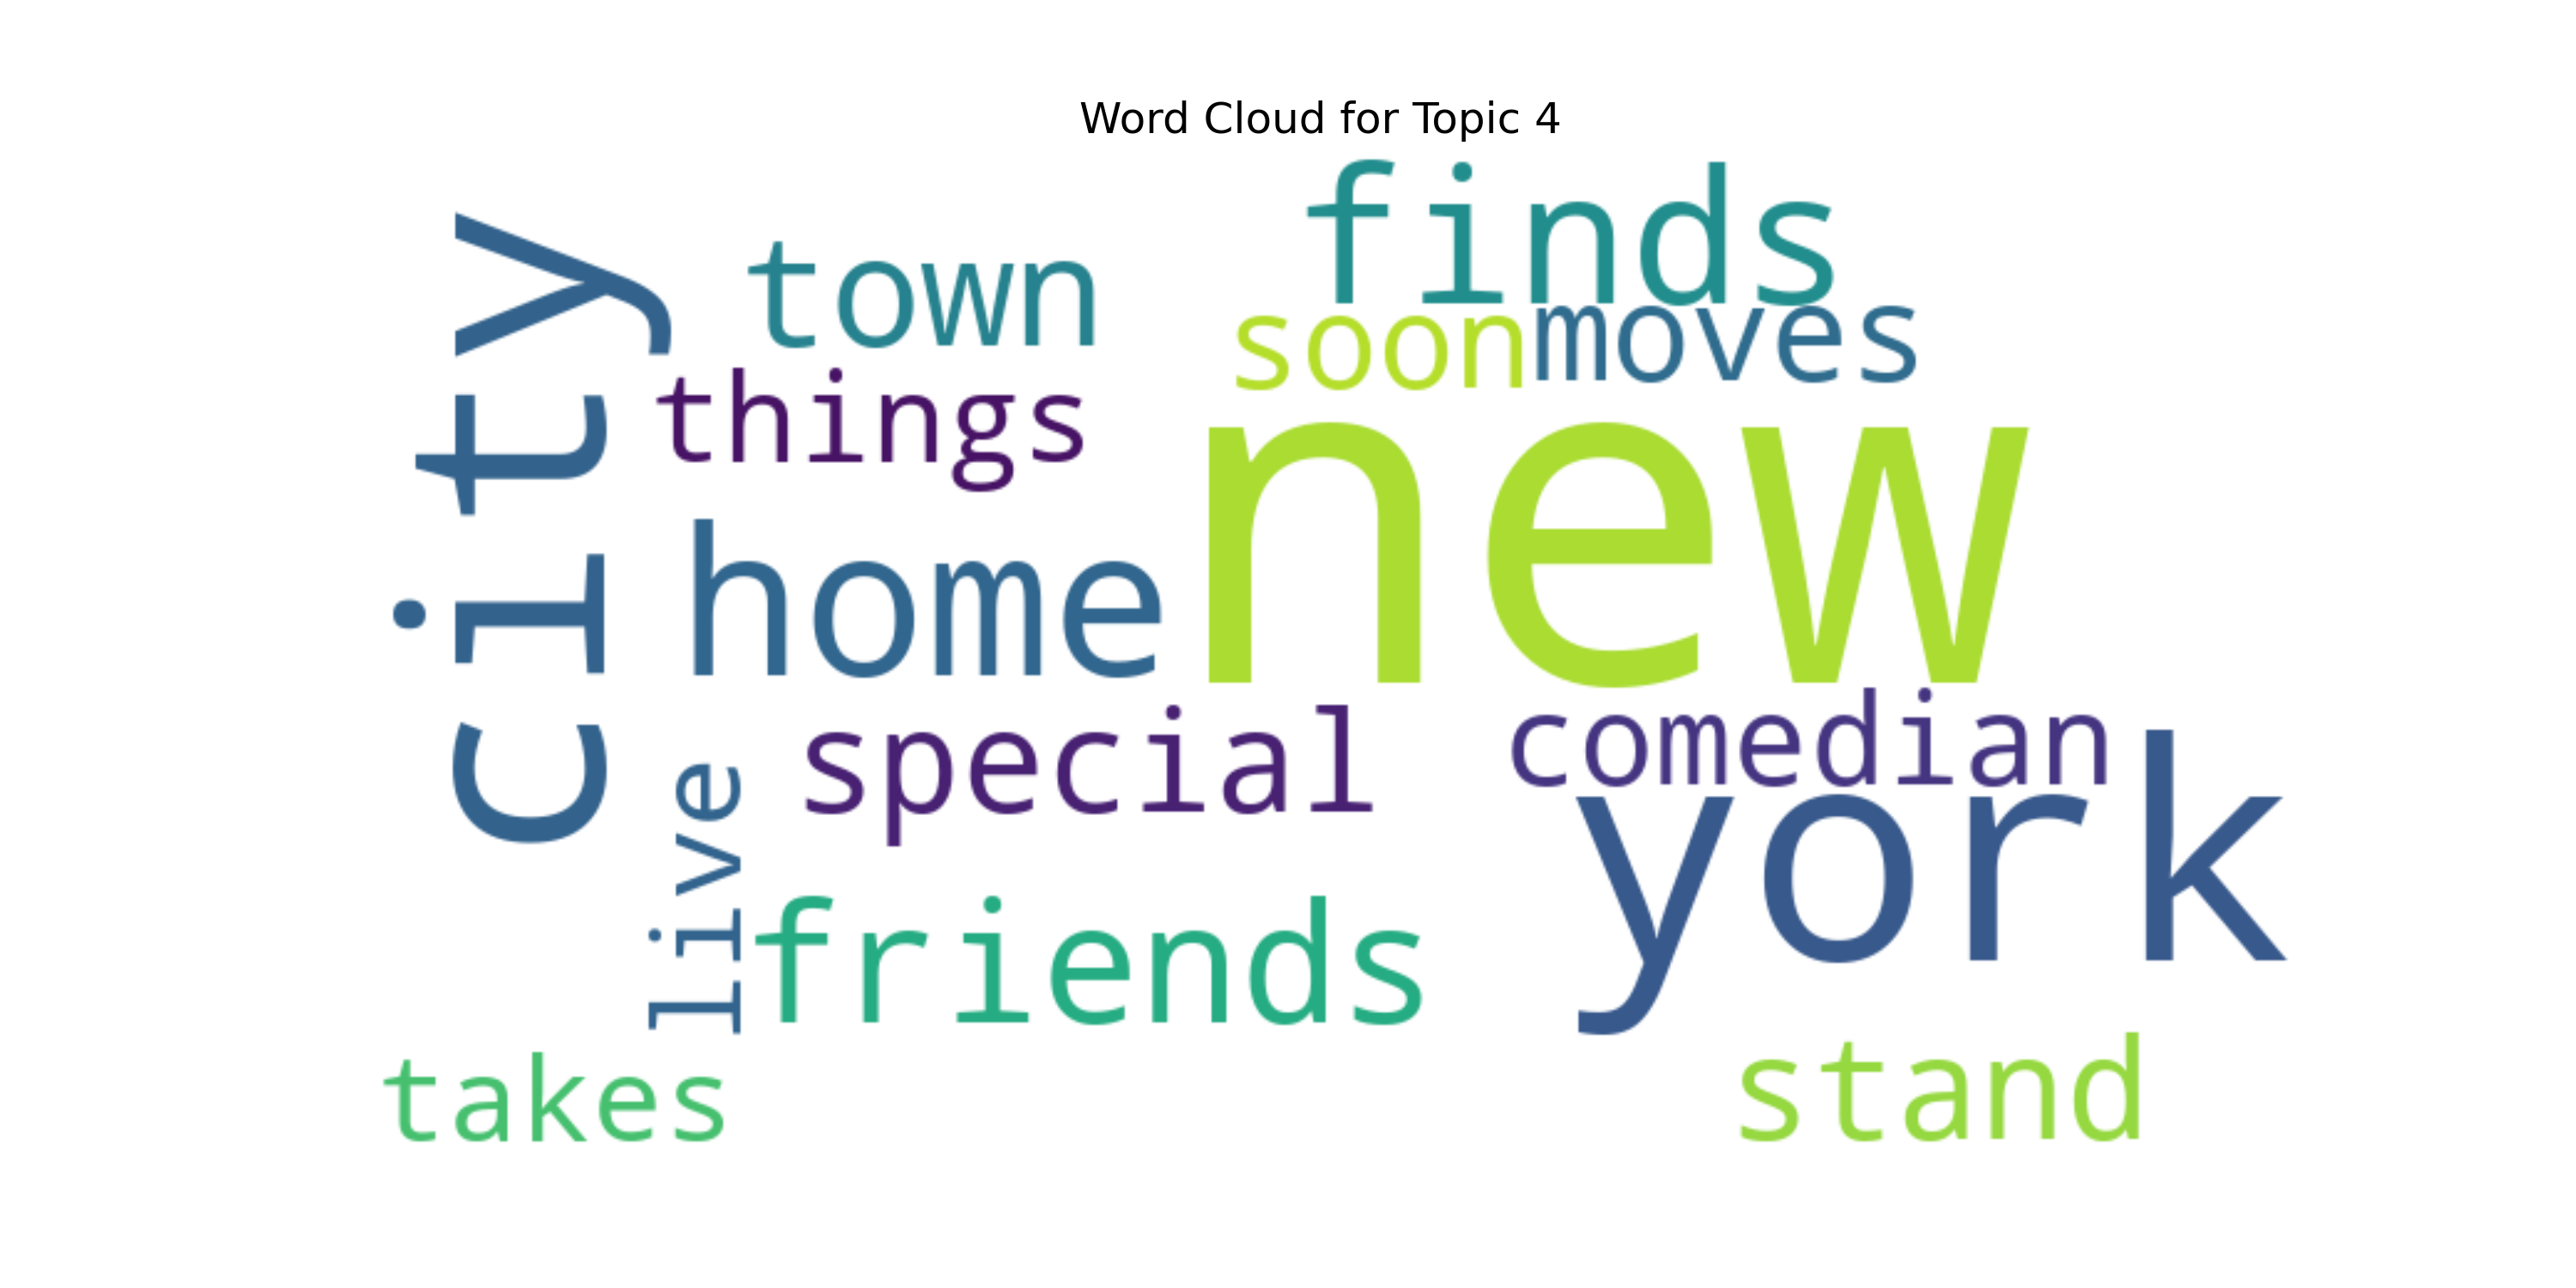 Word Cloud for Topic 4
finds
city
town
soon
moves
things
new
home
special
comedian
york
live
friends
takes
stand